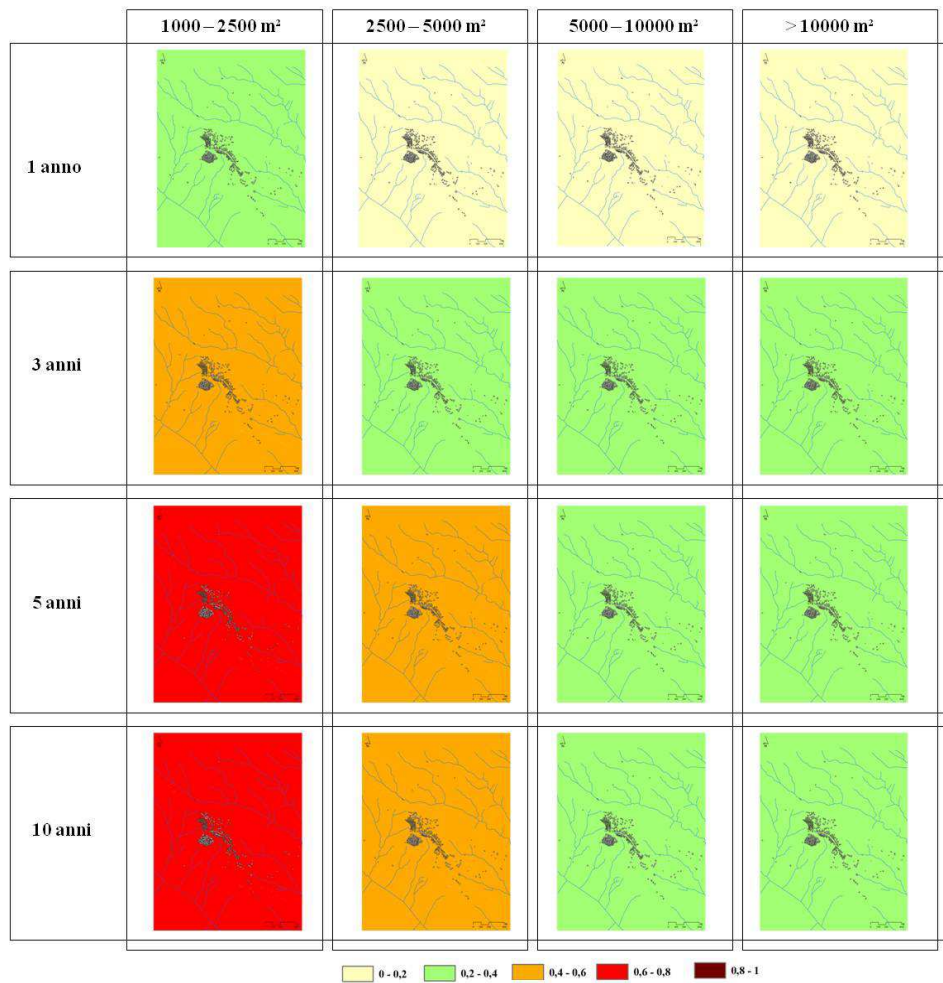 1000 – 2500 m²
2500 – 5000 m²
5000 – 10000 m²
> 10000 m²
1 anno
3 anni
5 anni
10 anni
0 - 0,2
0,2 - 0,4
0,4 - 0,6
0,6 - 0,8
0,8 - 1